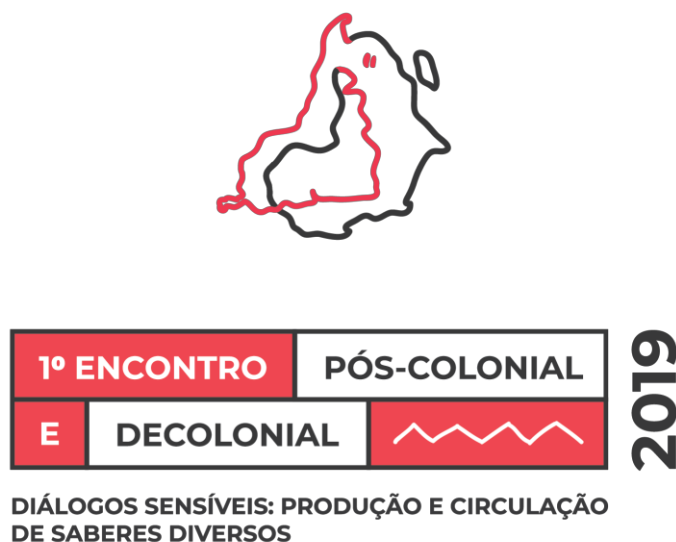 1º ENCONTRO PÓS-COLONIAL
E DECOLONIAL
2019
DIÁLOGOS SENSÍVEIS: PRODUÇÃO E CIRCULAÇÃO
DE SABERES DIVERSOS